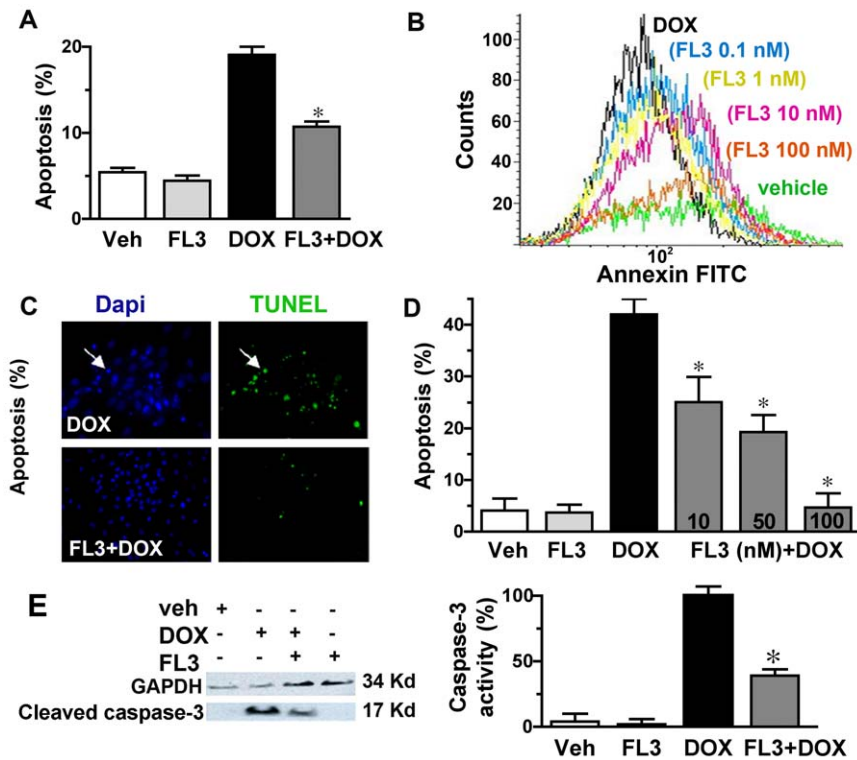 A
Apoptosis (%)
20
10
0
*
Veh FL3 DOX FL3+DOX
B
Counts
100
80
60
40
20
DOX
(FL3 0.1 nM)
(FL3 1 nM)
(FL3 10 nM)
(FL3 100 nM)
vehicle
10²
Annexin FITC
C
Dapi TUNEL
Apoptosis (%)
DOX
FL3+DOX
D
Apoptosis (%)
40
30
20
10
0
* * *
10 50 100
Veh FL3 DOX FL3 (nM)+DOX
E
veh + - - -
DOX - + + -
FL3 - - + +
GAPDH 34 Kd
Cleaved caspase-3 17 Kd
Caspase-3
activity (%)
100
50
0
*
Veh FL3 DOX FL3+DOX